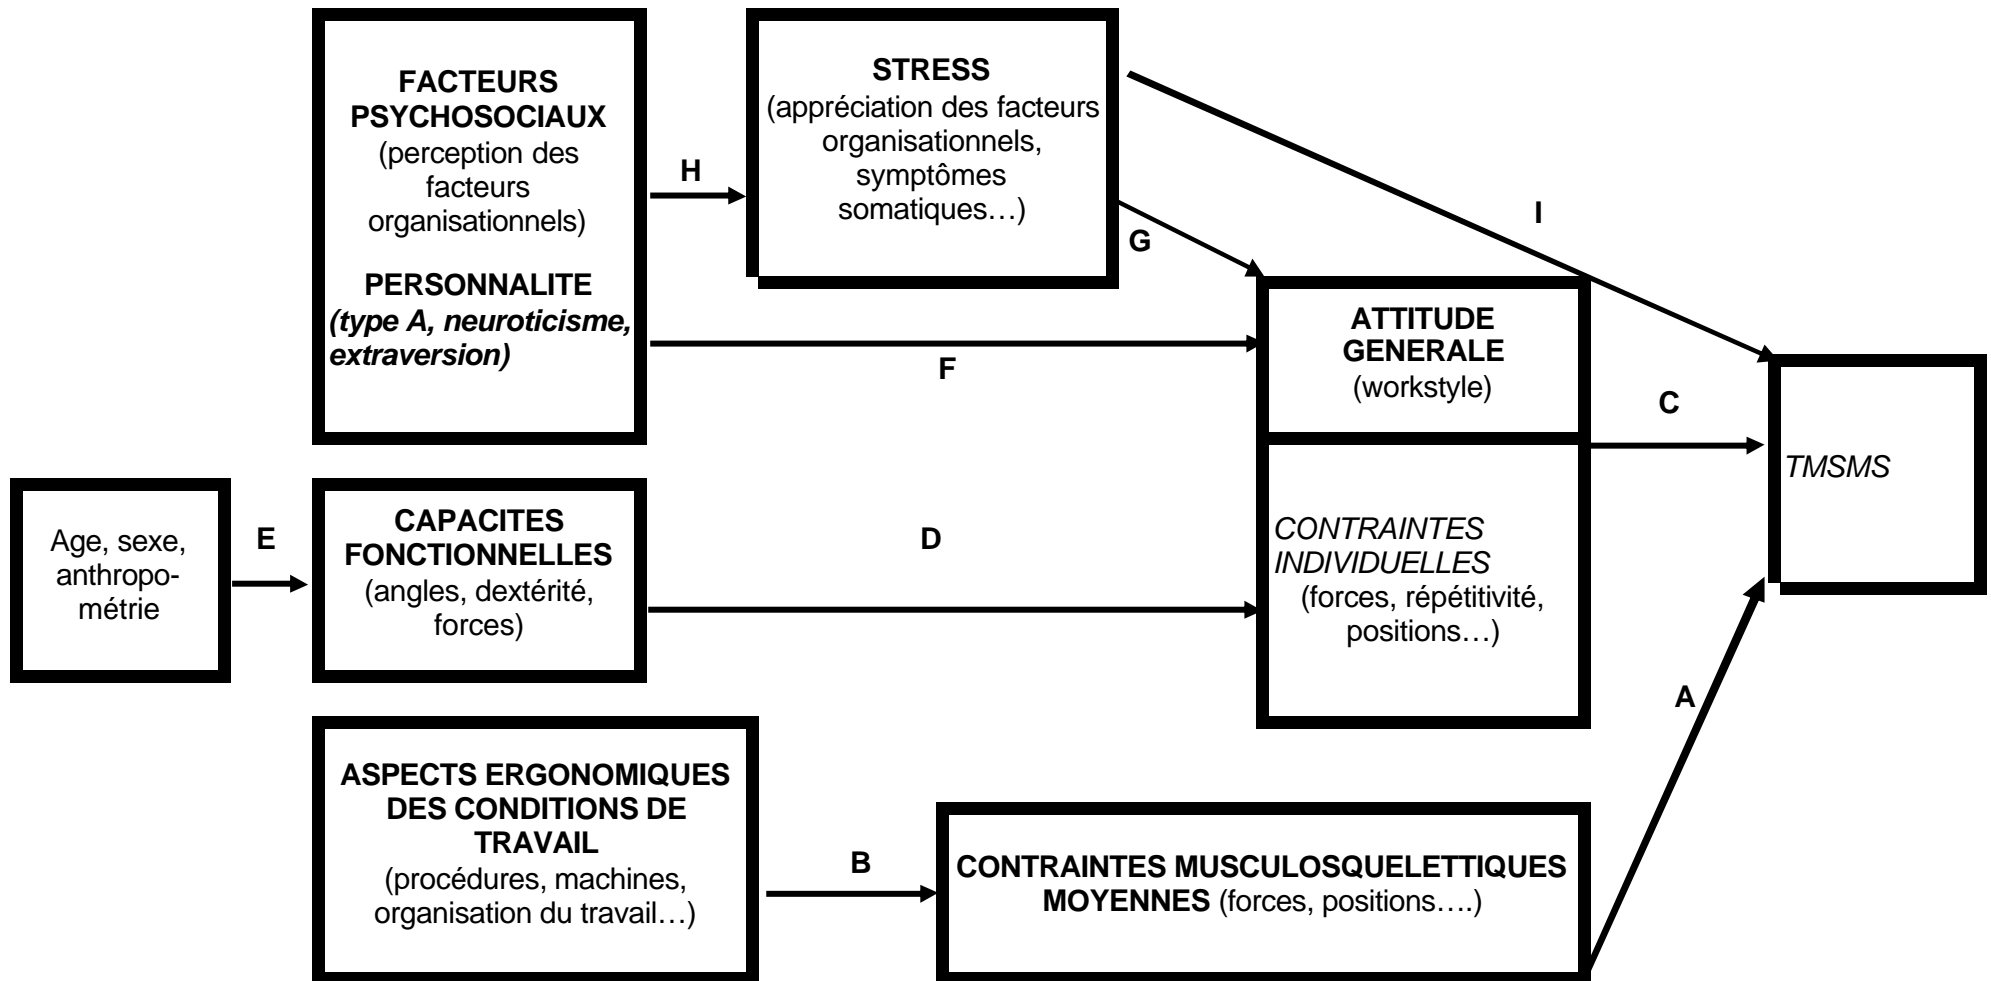 FACTEURS
PSYCHOSOCIAUX
(perception des
facteurs
organisationnels)
PERSONNALITE
(type A, neuroticisme,
extraversion)
H
STRESS
(appréciation des facteurs
organisationnels,
symptômes
somatiques…)
G
I
F
ATTITUDE
GENERALE
(workstyle)
C
TMSMS
Age, sexe,
anthropo-
métrie
E
CAPACITES
FONCTIONNELLES
(angles, dextérité,
forces)
D
CONTRAINTES
INDIVIDUELLES
(forces, répétitivité,
positions…)
A
ASPECTS ERGONOMIQUES
DES CONDITIONS DE
TRAVAIL
(procédures, machines,
organisation du travail…)
B
CONTRAINTES MUSCULOSQUELETTIQUES
MOYENNES (forces, positions….)